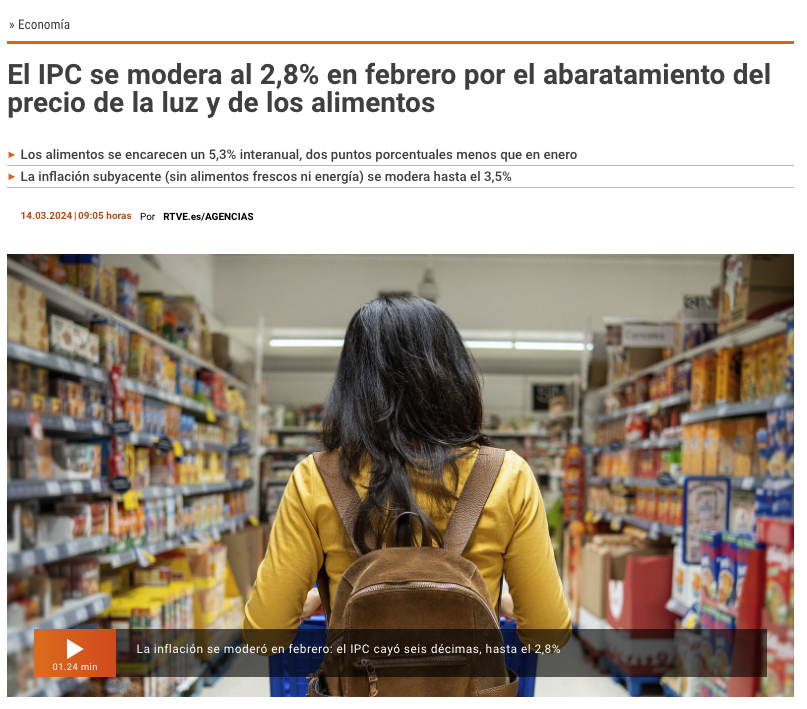 » Economía
El IPC se modera al 2,8% en febrero por el abaratamiento del
precio de la luz y de los alimentos
► Los alimentos se encarecen un 5,3% interanual, dos puntos porcentuales menos que en enero
► La inflación subyacente (sin alimentos frescos ni energía) se modera hasta el 3,5%
14.03.2024 | 09:05 horas Por RTVE.es/AGENCIAS
La inflación se moderó en febrero: el IPC cayó seis décimas, hasta el 2,8%
01.24 min